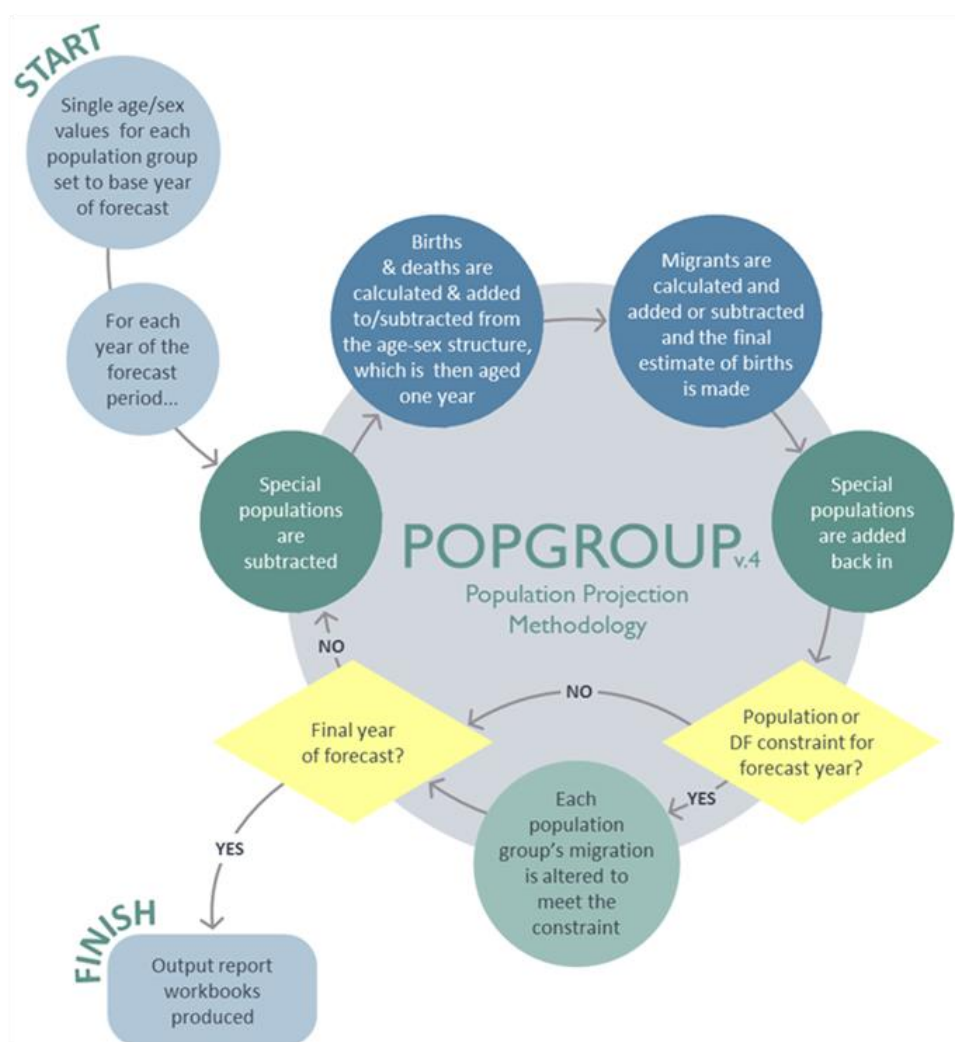 START
Single age/sex
values for each
population group
set to base year
of forecast
For each
year of the
forecast
period...
Special
populations
are
subtracted
Births
& deaths are
calculated & added
to/subtracted from
the age-sex structure,
which is then aged
one year
Migrants are
calculated and
added or subtracted
and the final
estimate of births
is made
Special
populations
are added
back in
POPGROUP v.4
Population Projection
Methodology
Population or
DF constraint for
forecast year?
NO
YES
Each
population
group's migration
is altered to
meet the
constraint
Final year
of forecast?
NO
YES
FINISH
Output report
workbooks
produced